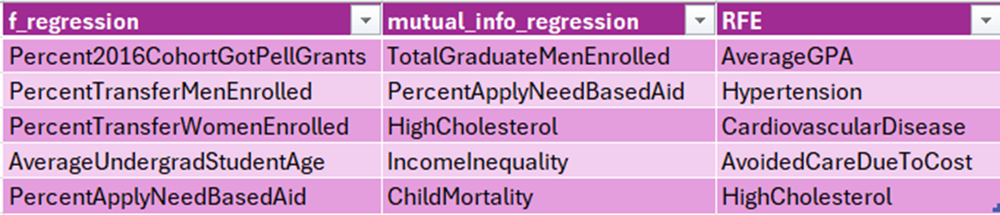 f_regression mutual_info_regression RFE
Percent2016CohortGotPellGrants TotalGraduateMenEnrolled AverageGPA
PercentTransferMenEnrolled PercentApplyNeedBasedAid Hypertension
PercentTransferWomenEnrolled HighCholesterol CardiovascularDisease
AverageUndergradStudentAge IncomeInequality AvoidedCareDueToCost
PercentApplyNeedBasedAid ChildMortality HighCholesterol